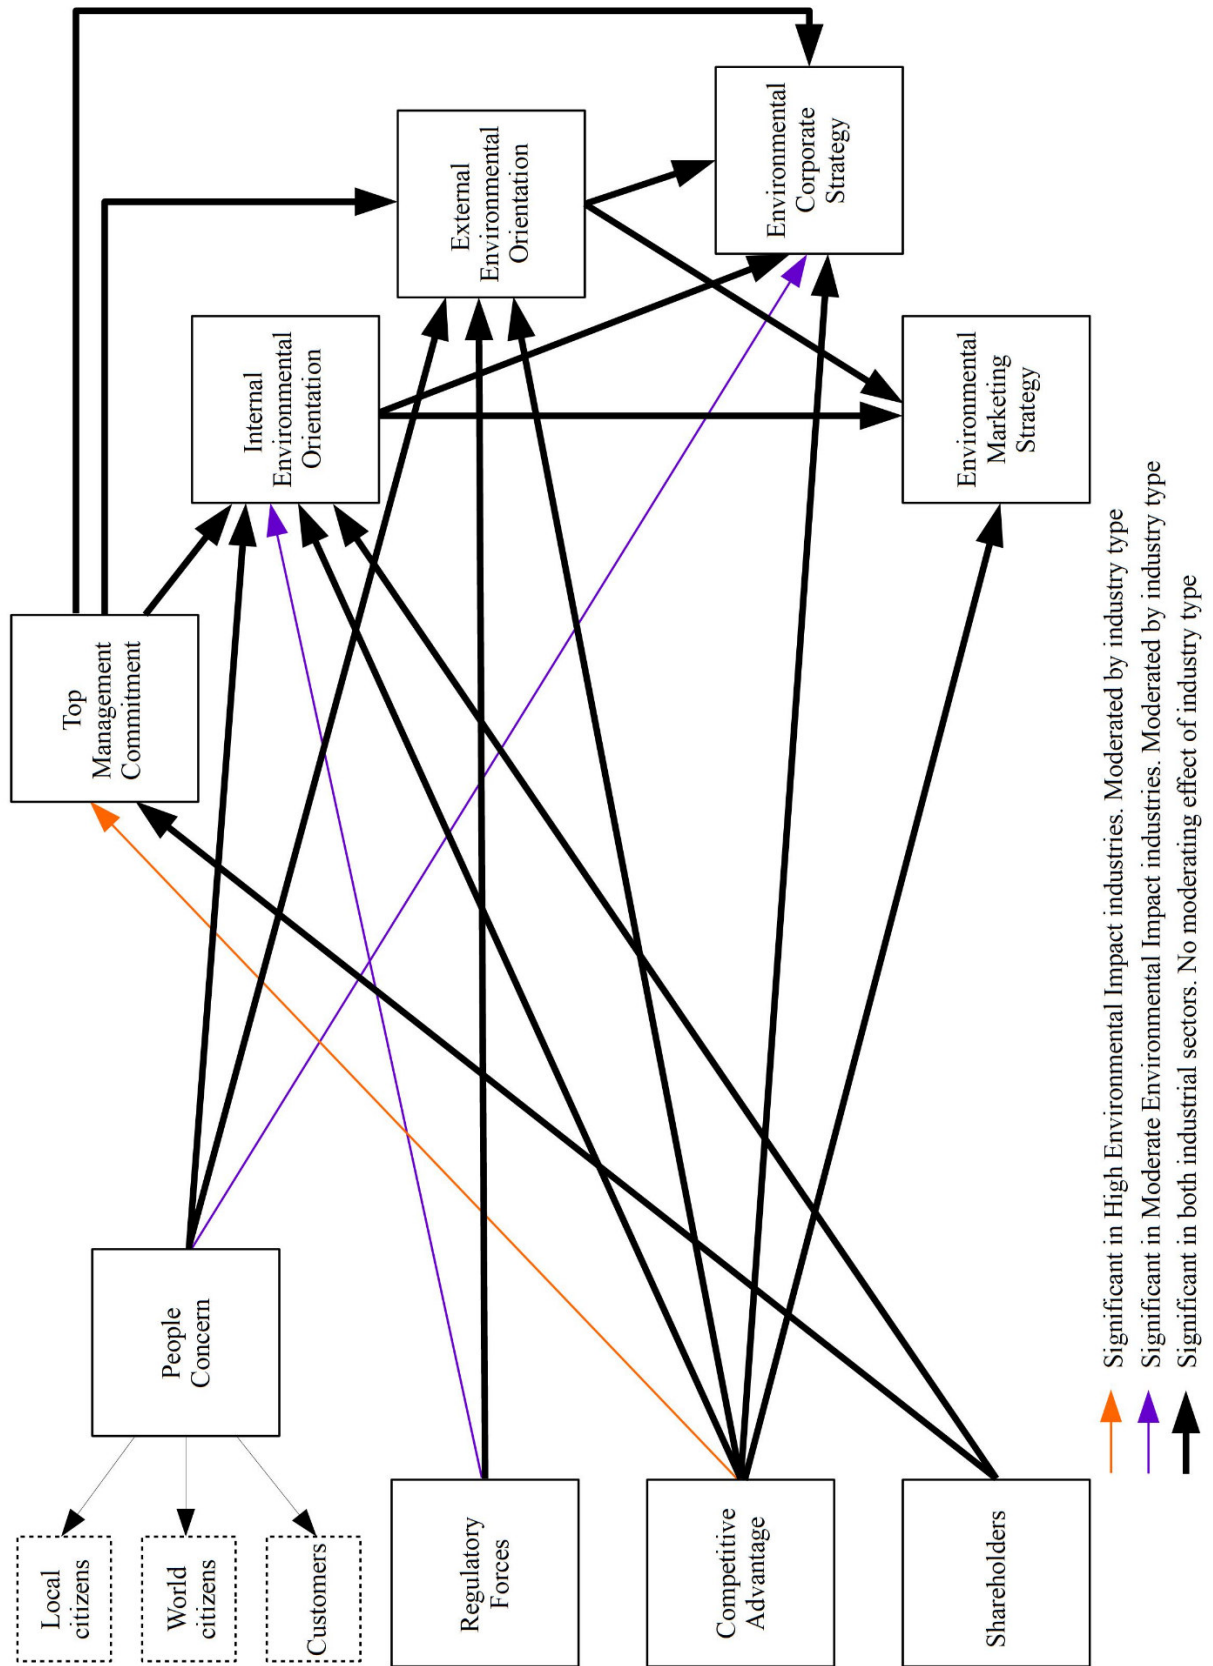 Local
citizens
World
citizens
Customers
People
Concern
Regulatory
Forces
Competitive
Advantage
Shareholders
Top
Management
Commitment
Internal
Environmental
Orientation
External
Environmental
Orientation
Environmental
Corporate
Strategy
Environmental
Marketing
Strategy
Significant in High Environmental Impact industries. Moderated by industry type
Significant in Moderate Environmental Impact industries. Moderated by industry type
Significant in both industrial sectors. No moderating effect of industry type